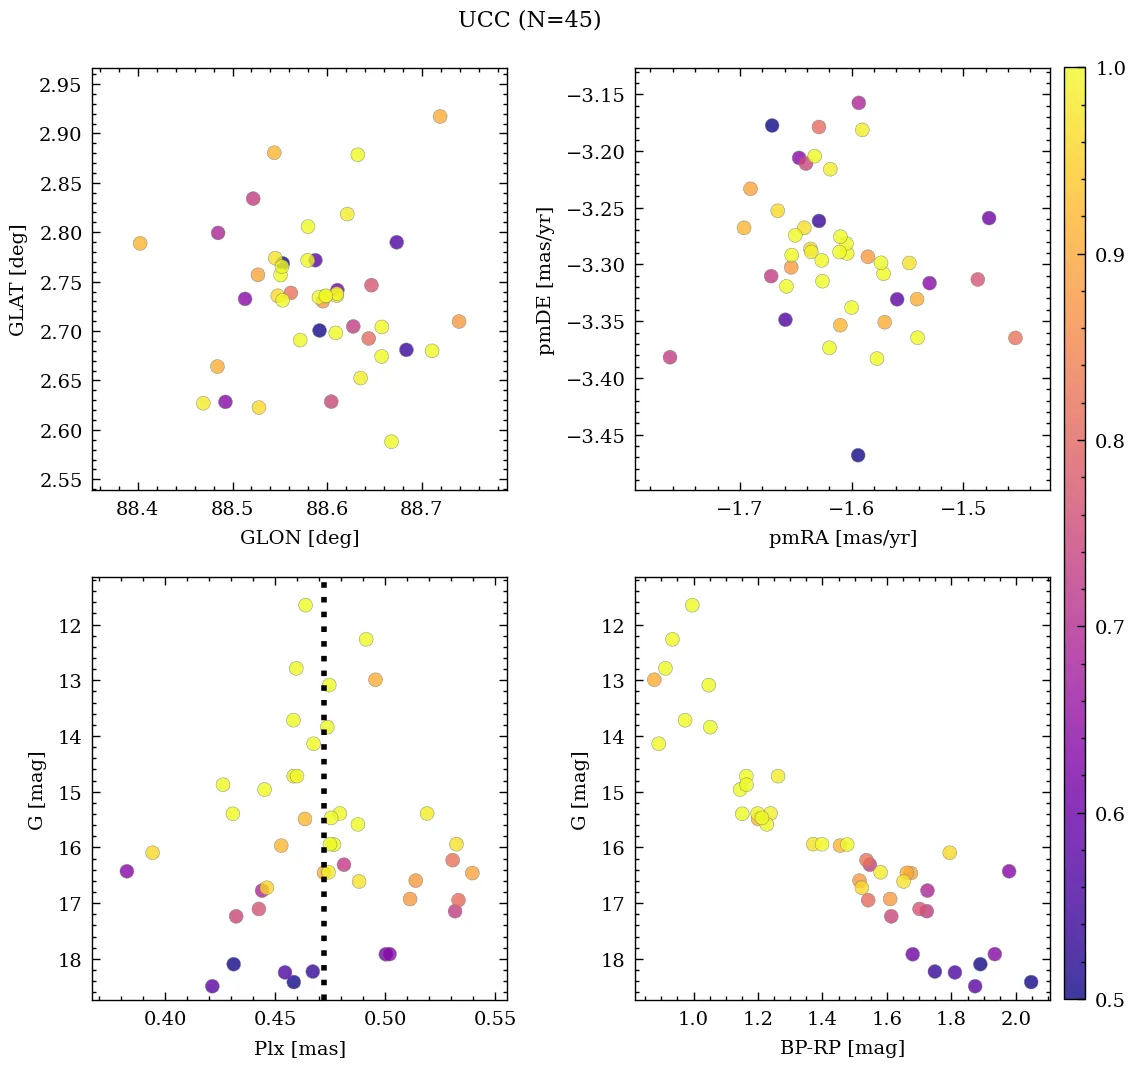 UCC (N=45)
2.95
2.90
2.85
2.80
2.75
2.70
2.65
2.60
2.55
GLAT [deg]
88.4 88.5 88.6 88.7
GLON [deg]
−3.15
−3.20
−3.25
−3.30
−3.35
−3.40
−3.45
pmDE [mas/yr]
−1.7 −1.6 −1.5
pmRA [mas/yr]
1.0
0.9
0.8
0.7
0.6
0.5
12
13
14
15
16
17
18
G [mag]
0.40 0.45 0.50 0.55
Plx [mas]
12
13
14
15
16
17
18
G [mag]
1.0 1.2 1.4 1.6 1.8 2.0
BP-RP [mag]